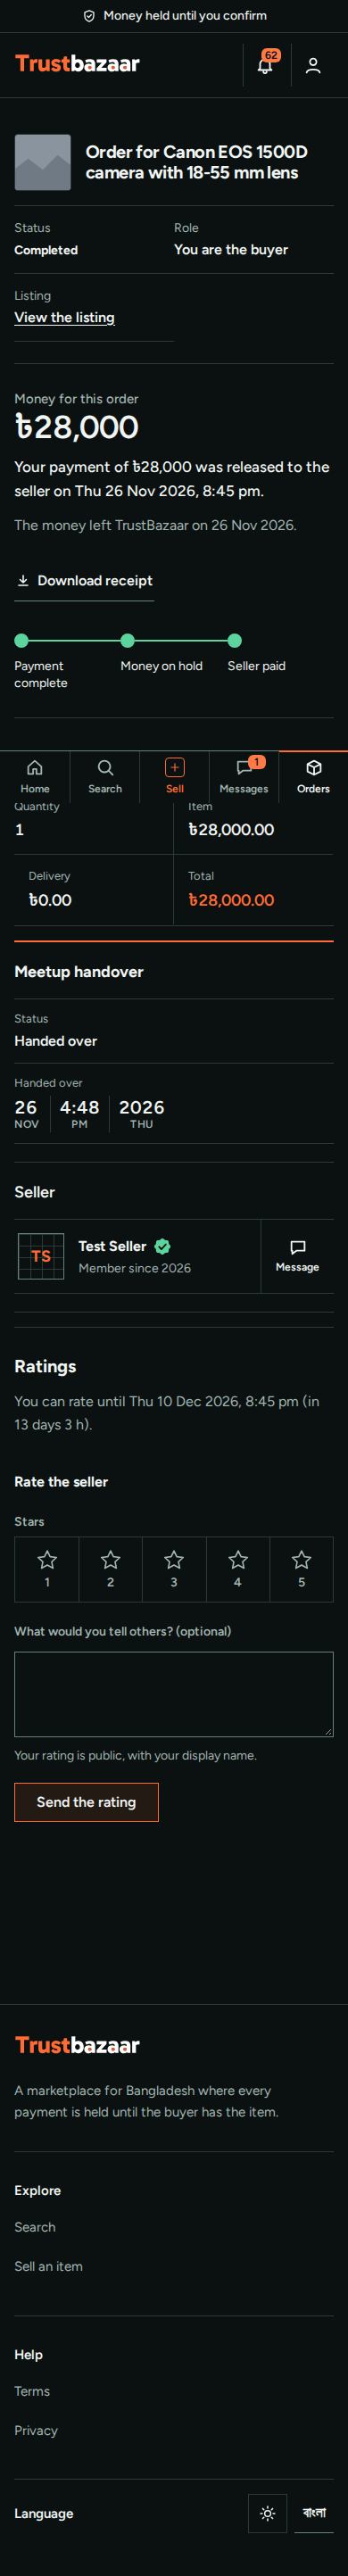 Money held until you confirm
Trustbazaar
62
Order for Canon EOS 1500D
camera with 18-55 mm lens
Status
Role
Completed
You are the buyer
Listing
View the listing
Money for this order
৳28,000
Your payment of ৳28,000 was released to the
seller on Thu 26 Nov 2026, 8:45 pm.
The money left TrustBazaar on 26 Nov 2026.
Download receipt
Payment
complete
Money on hold
Seller paid
Home
Search
Sell
1
Messages
Orders
Quantity
Item
1
৳28,000.00
Delivery
Total
৳0.00
৳28,000.00
Meetup handover
Status
Handed over
Handed over
26 4:48 2026
NOV PM THU
Seller
TS
Test Seller
Member since 2026
Message
Ratings
You can rate until Thu 10 Dec 2026, 8:45 pm (in
13 days 3 h).
Rate the seller
Stars
1 2 3 4 5
What would you tell others? (optional)
Your rating is public, with your display name.
Send the rating
Trustbazaar
A marketplace for Bangladesh where every
payment is held until the buyer has the item.
Explore
Search
Sell an item
Help
Terms
Privacy
Language
বাংলা